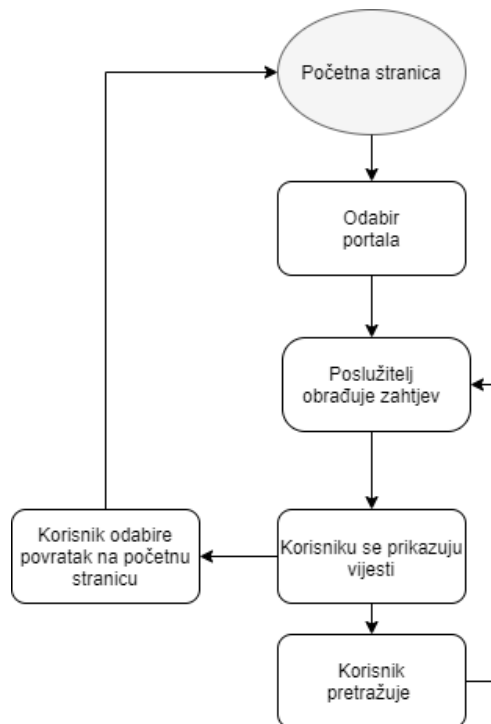 Početna stranica
Odabir
portala
Poslužitelj
obrađuje zahtjev
Korisnik odabire
povratak na početnu
stranicu
Korisniku se prikazuju
vijesti
Korisnik
pretražuje